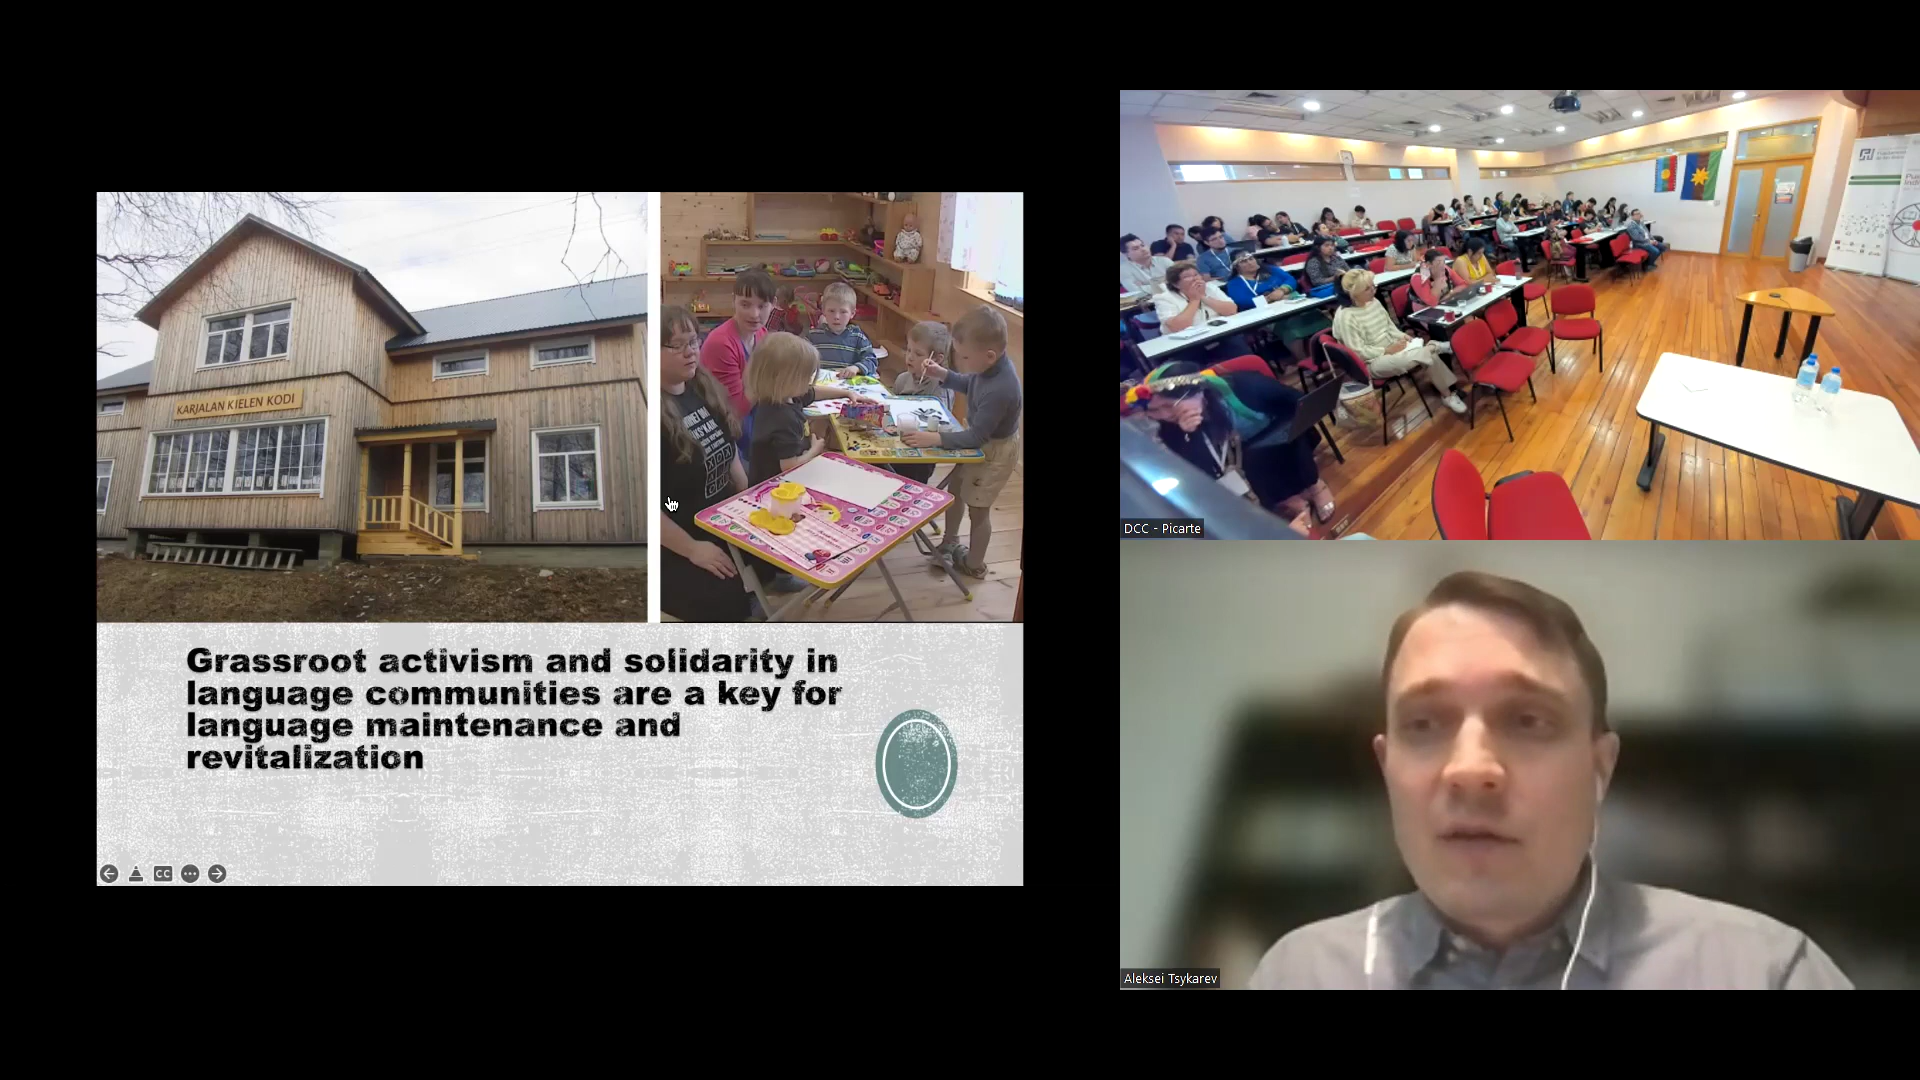 KARJALAN KIELEN KODI
Grassroot activism and solidarity in
language communities are a key for
language maintenance and
revitalization
CC
DCC - Picarte
Aleksei Tsykarev